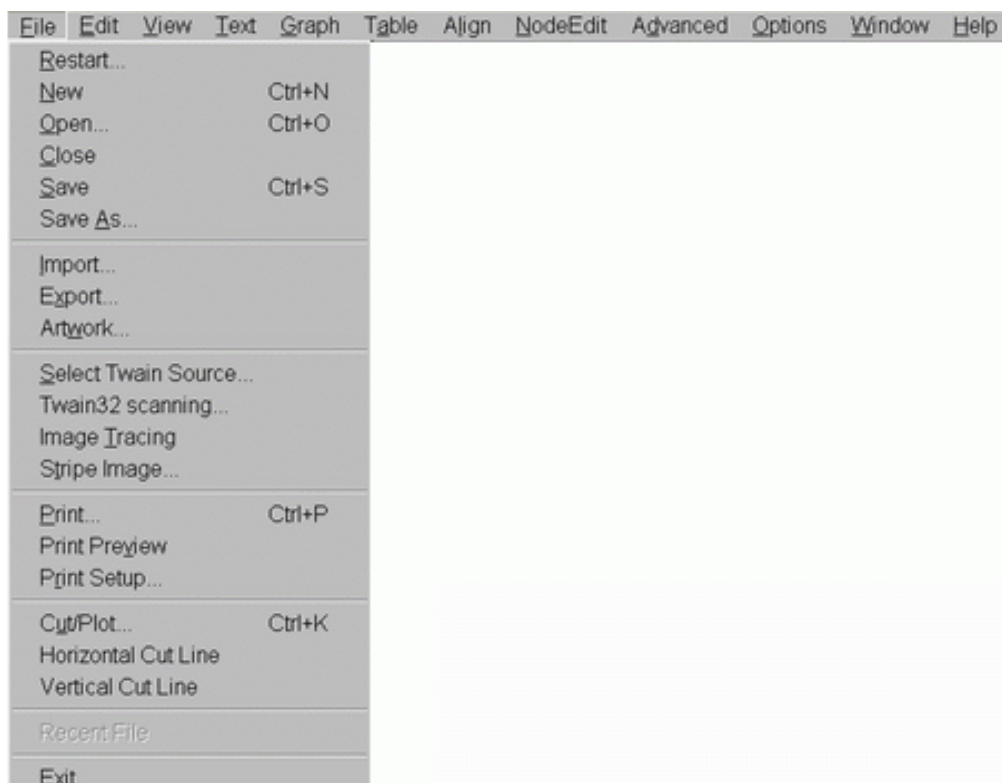 File Edit View Text Graph Table Align NodeEdit Advanced Options Window Help
Restart...
New Ctrl+N
Open... Ctrl+O
Close
Save Ctrl+S
Save As...
Import...
Export...
Artwork...
Select Twain Source...
Twain32 scanning...
Image Tracing
Stripe Image...
Print... Ctrl+P
Print Preview
Print Setup...
Cut/Plot... Ctrl+K
Horizontal Cut Line
Vertical Cut Line
Recent File
Exit